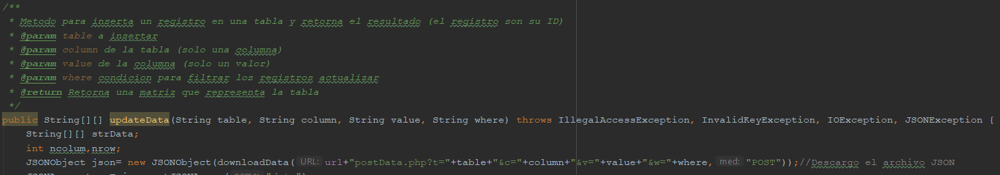 /**
 * Metodo para inserta un registro en una tabla y retorna el resultado (el registro son su ID)
 * @param table a insertar
 * @param column de la tabla (solo una columna)
 * @param value de la columna (solo un valor)
 * @param where condicion para filtrar los registros actualizar
 * @return Retorna una matriz que representa la tabla
 */
public String[][] updateData(String table, String column, String value, String where) throws IllegalAccessException, InvalidKeyException, IOException, JSONException {
    String[][] strData;
    int ncolum,nrow;
    JSONObject json= new JSONObject(downloadData( URL: url+"postData.php?t="+table+"&c="+column+"&v="+value+"&w="+where, med: "POST"));//Descargo el archivo JSON